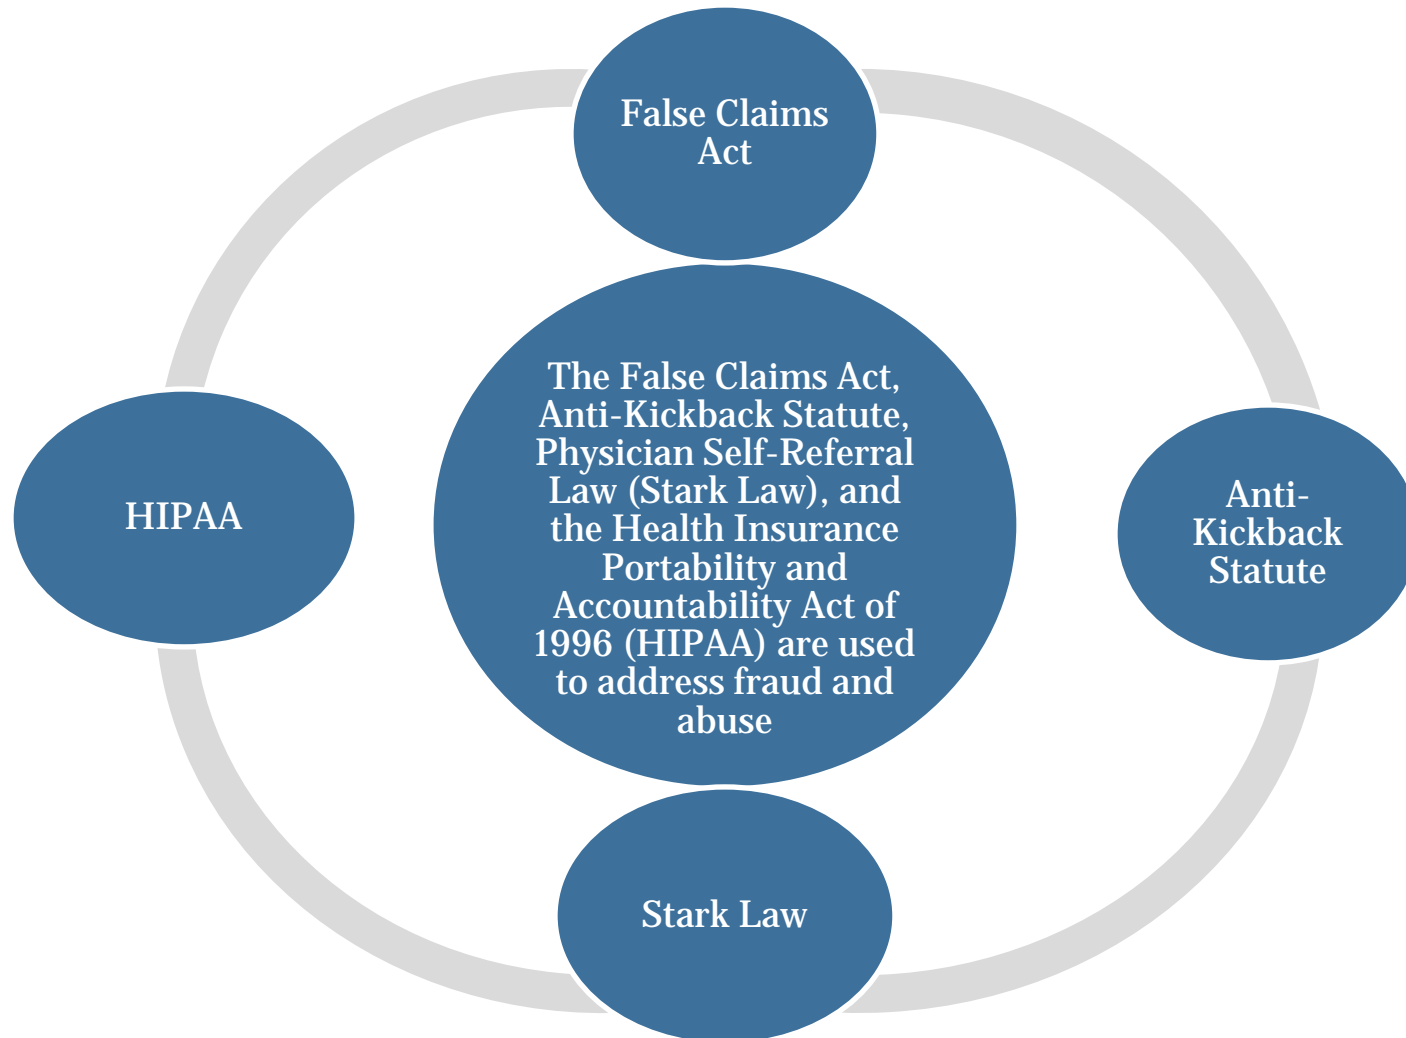 False Claims
Act
The False Claims Act,
Anti-Kickback Statute,
Physician Self-Referral
Law (Stark Law), and
the Health Insurance
Portability and
Accountability Act of
1996 (HIPAA) are used
to address fraud and
abuse
HIPAA
Anti-
Kickback
Statute
Stark Law